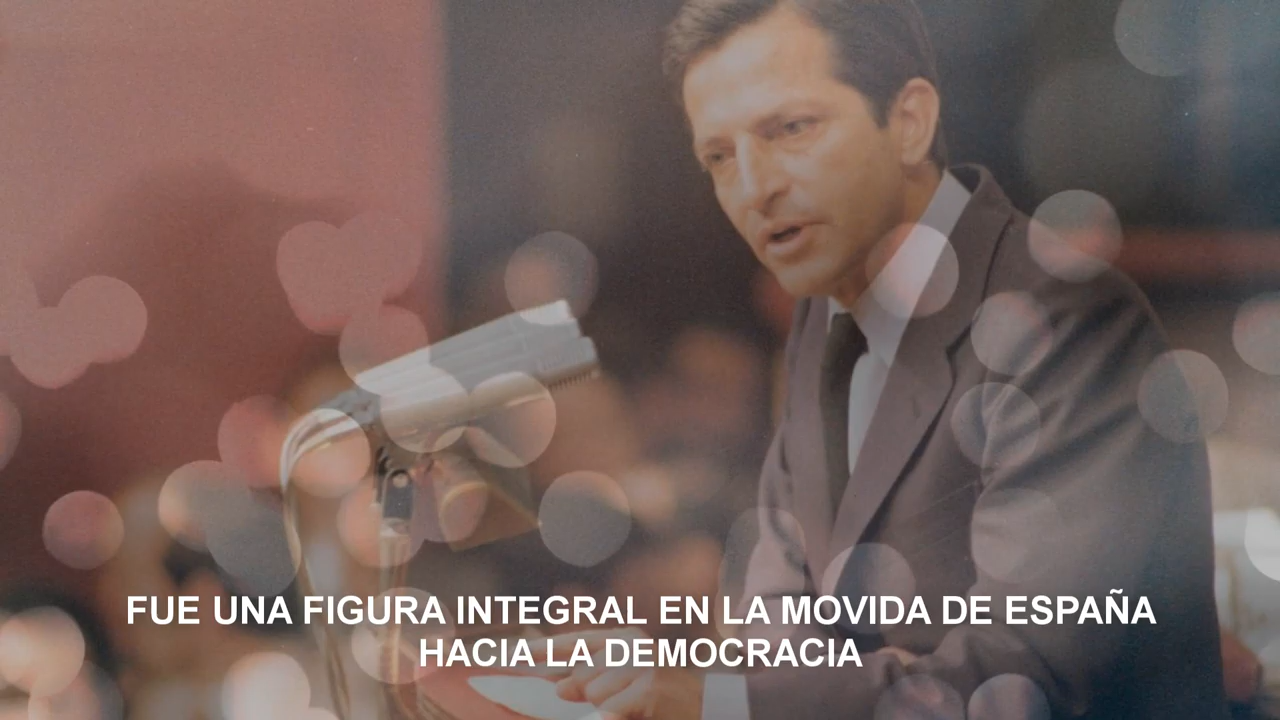 FUE UNA FIGURA INTEGRAL EN LA MOVIDA DE ESPAÑA
HACIA LA DEMOCRACIA